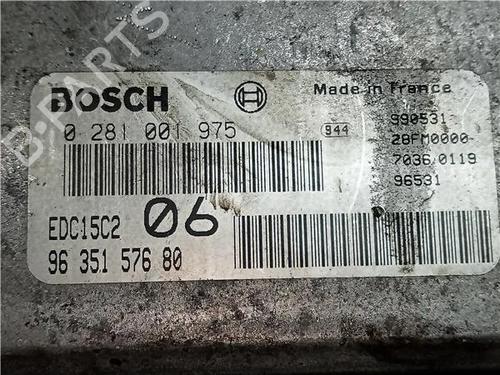 B-PARTS
BOSCH
Made in France
0 281 001 975
944
990531-
28FM0000-
7036 0119
96531
EDC15C2
06
96 351 576 80